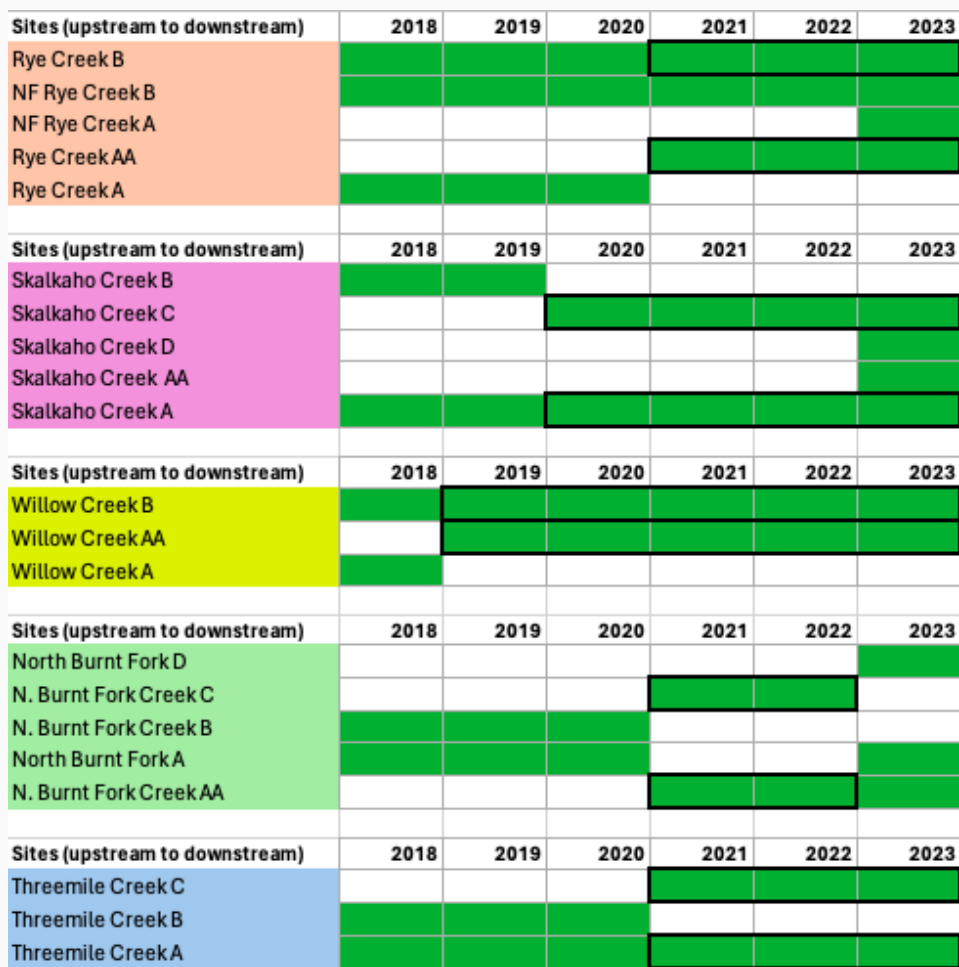 Sites (upstream to downstream) 2018 2019 2020 2021 2022 2023
Rye Creek B
NF Rye Creek B
NF Rye Creek A
Rye Creek AA
Rye Creek A
Sites (upstream to downstream) 2018 2019 2020 2021 2022 2023
Skalkaho Creek B
Skalkaho Creek C
Skalkaho Creek D
Skalkaho Creek AA
Skalkaho Creek A
Sites (upstream to downstream) 2018 2019 2020 2021 2022 2023
Willow Creek B
Willow Creek AA
Willow Creek A
Sites (upstream to downstream) 2018 2019 2020 2021 2022 2023
North Burnt Fork D
N. Burnt Fork Creek C
N. Burnt Fork Creek B
North Burnt Fork A
N. Burnt Fork Creek AA
Sites (upstream to downstream) 2018 2019 2020 2021 2022 2023
Threemile Creek C
Threemile Creek B
Threemile Creek A